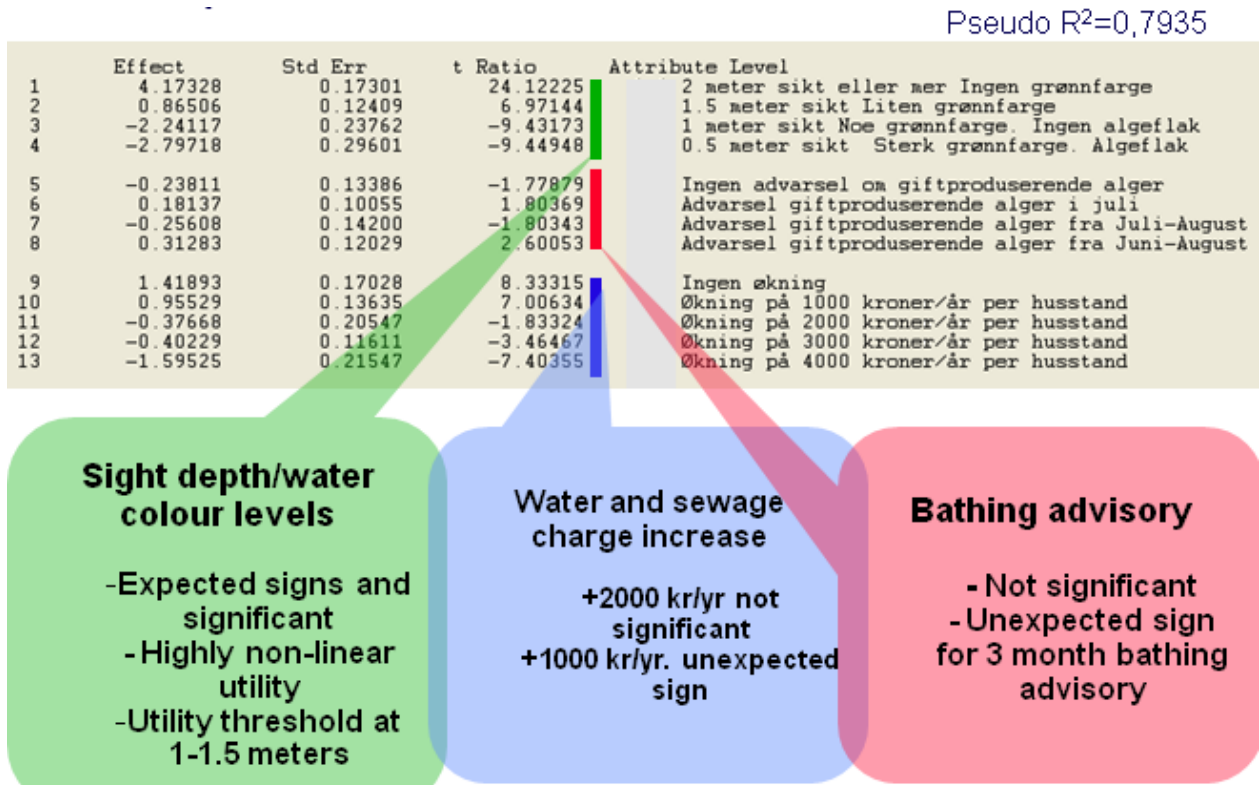 Pseudo R²=0,7935
Effect Std Err t Ratio Attribute Level
1 4.17328 0.17301 24.12225 2 meter sikt eller mer Ingen grønnfarge
2 0.86506 0.12409 6.97144 1.5 meter sikt Liten grønnfarge
3 -2.24117 0.23762 -9.43173 1 meter sikt Noe grønnfarge. Ingen algeflak
4 -2.79718 0.29601 -9.44948 0.5 meter sikt Sterk grønnfarge. Algeflak
5 -0.23811 0.13386 -1.77879 Ingen advarsel om giftproduserende alger
6 0.18137 0.10055 1.80369 Advarsel giftproduserende alger i juli
7 -0.25608 0.14200 -1.80343 Advarsel giftproduserende alger fra Juli-August
8 0.31283 0.12029 2.60053 Advarsel giftproduserende alger fra Juni-August
9 1.41893 0.17028 8.33315 Ingen økning
10 0.95529 0.13635 7.00634 Økning på 1000 kroner/år per husstand
11 -0.37668 0.20547 -1.83324 Økning på 2000 kroner/år per husstand
12 -0.40229 0.11611 -3.46467 Økning på 3000 kroner/år per husstand
13 -1.59525 0.21547 -7.40355 Økning på 4000 kroner/år per husstand
Sight depth/water
colour levels
-Expected signs and
significant
-Highly non-linear
utility
-Utility threshold at
1-1.5 meters
Water and sewage
charge increase
+2000 kr/yr not
significant
+1000 kr/yr. unexpected
sign
Bathing advisory
- Not significant
-Unexpected sign
for 3 month bathing
advisory